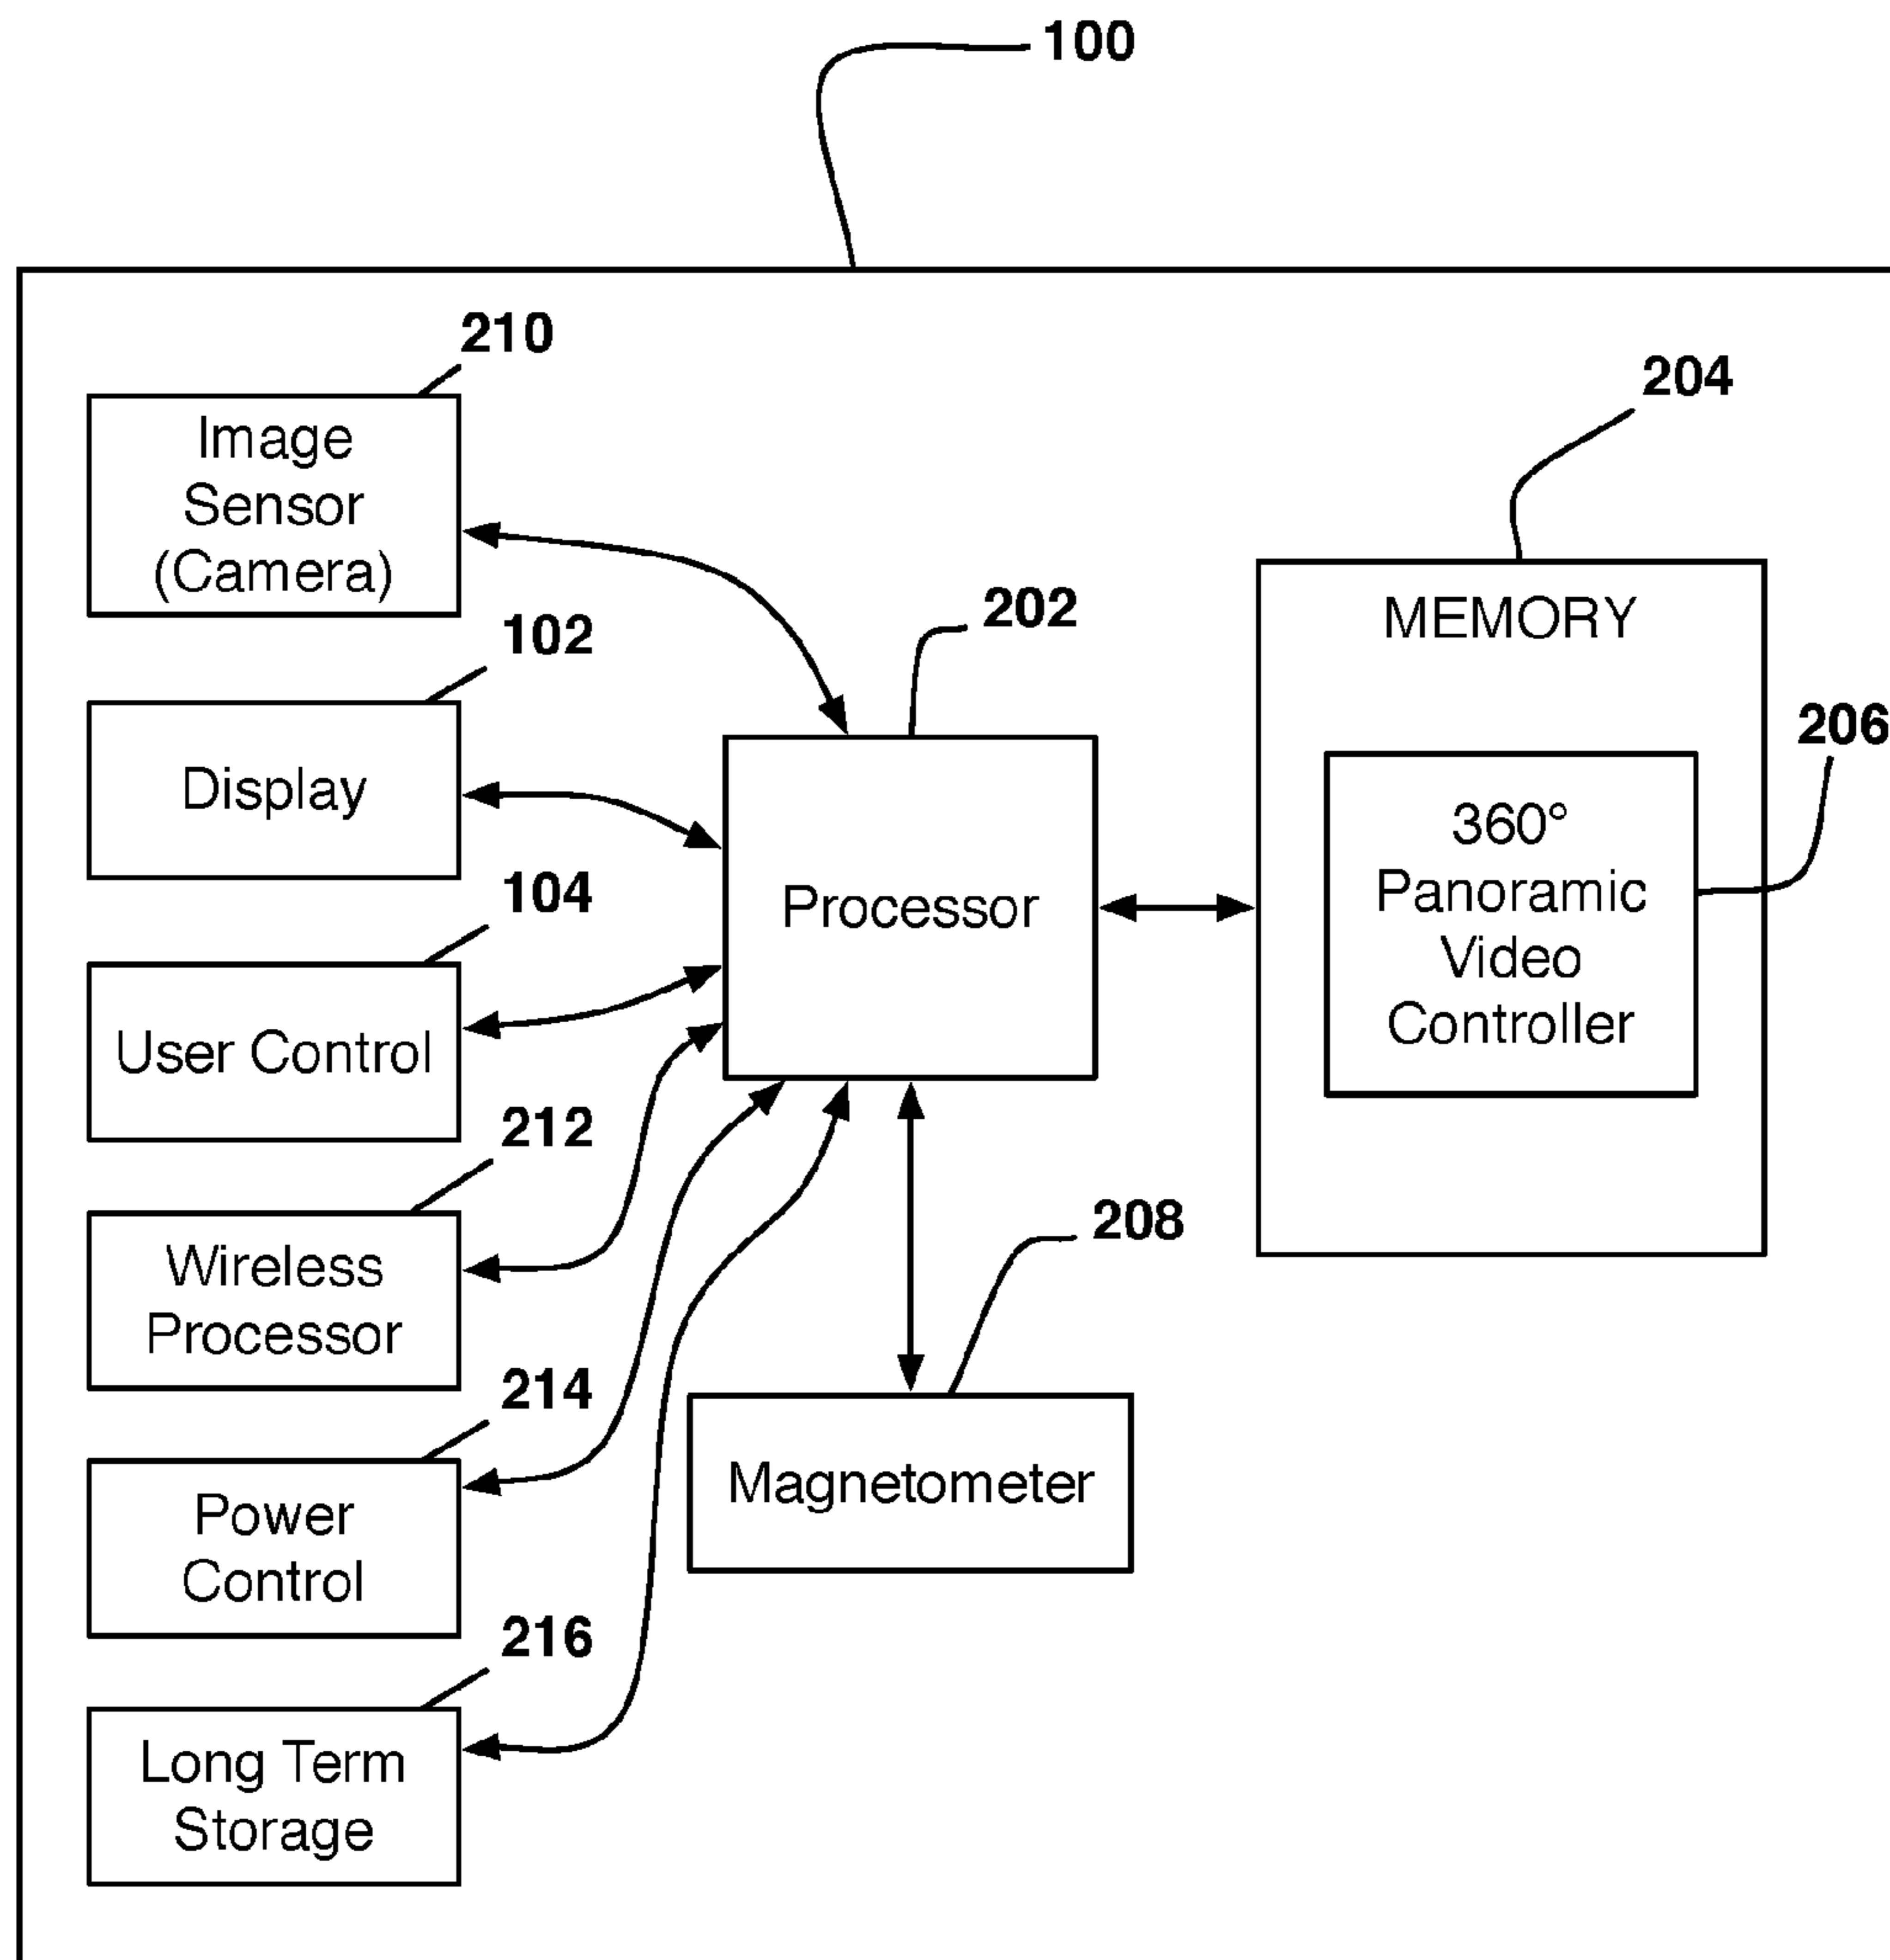 100
210
Image
Sensor
(Camera)
204
MEMORY
202
102
Display
206
360°
Panoramic
Video
Controller
Processor
104
User Control
212
Wireless
Processor
208
Magnetometer
214
Power
Control
216
Long Term
Storage